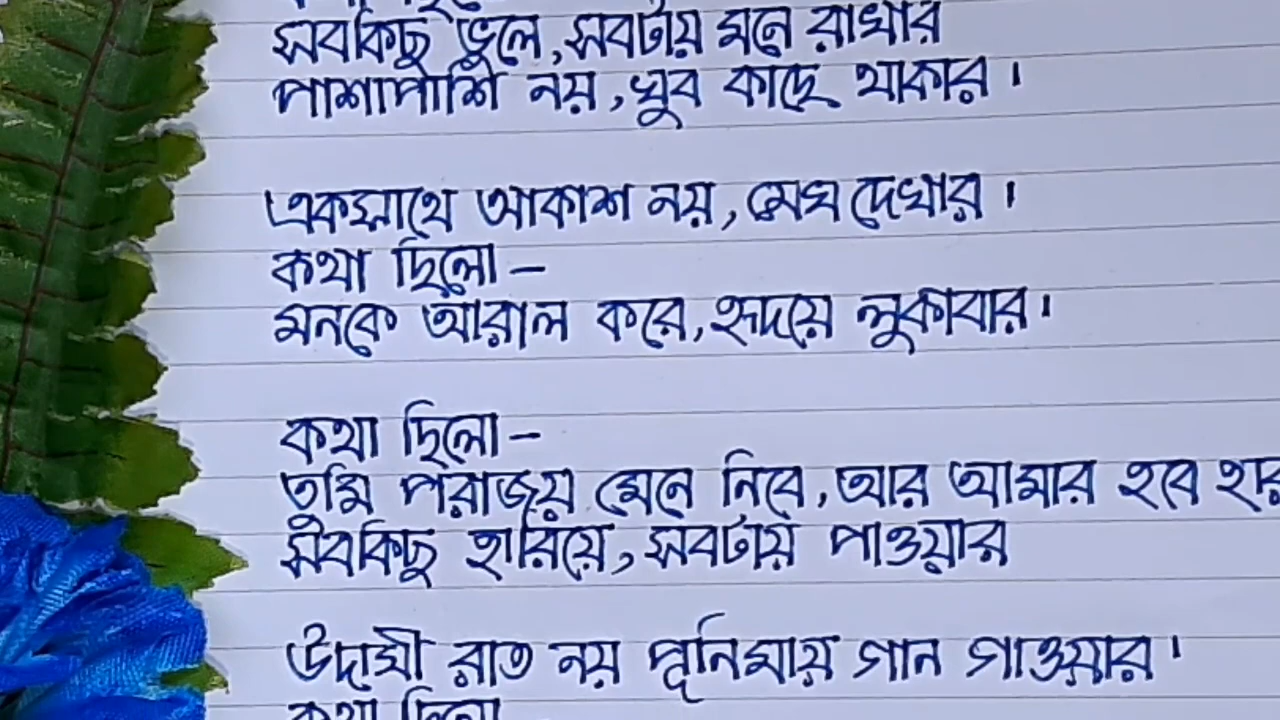 সবকিছু ভুলে, সবটায় মনে রাখার
পাশাপাশি নয়, খুব কাছে থাকার।
একসাথে আকাশ নয়, মেঘ দেখার।
কথা ছিলো –
মনকে আরাল করে, হৃদয়ে লুকাবার।
কথা ছিলো –
তুমি পরাজয় মেনে নিবে, আর আমার হবে হার
সবকিছু হারিয়ে, সবটায় পাওয়ার
উদাসী রাত নয় পূনিমায় গান গাওয়ার।
কথা ছিলো